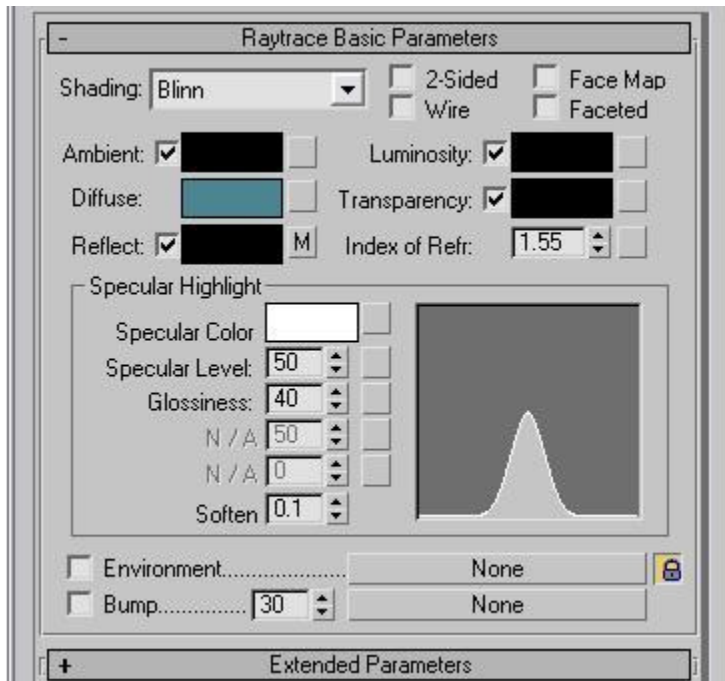 - Raytrace Basic Parameters
Shading: Blinn 2-Sided Face Map
Wire Faceted
Ambient: Luminosity:
Diffuse: Transparency:
Reflect: M Index of Refr: 1.55
Specular Highlight
Specular Color
Specular Level: 50
Glossiness: 40
N / A 50
N / A 0
Soften 0.1
Environment..................... None
Bump............... 30 None
+ Extended Parameters